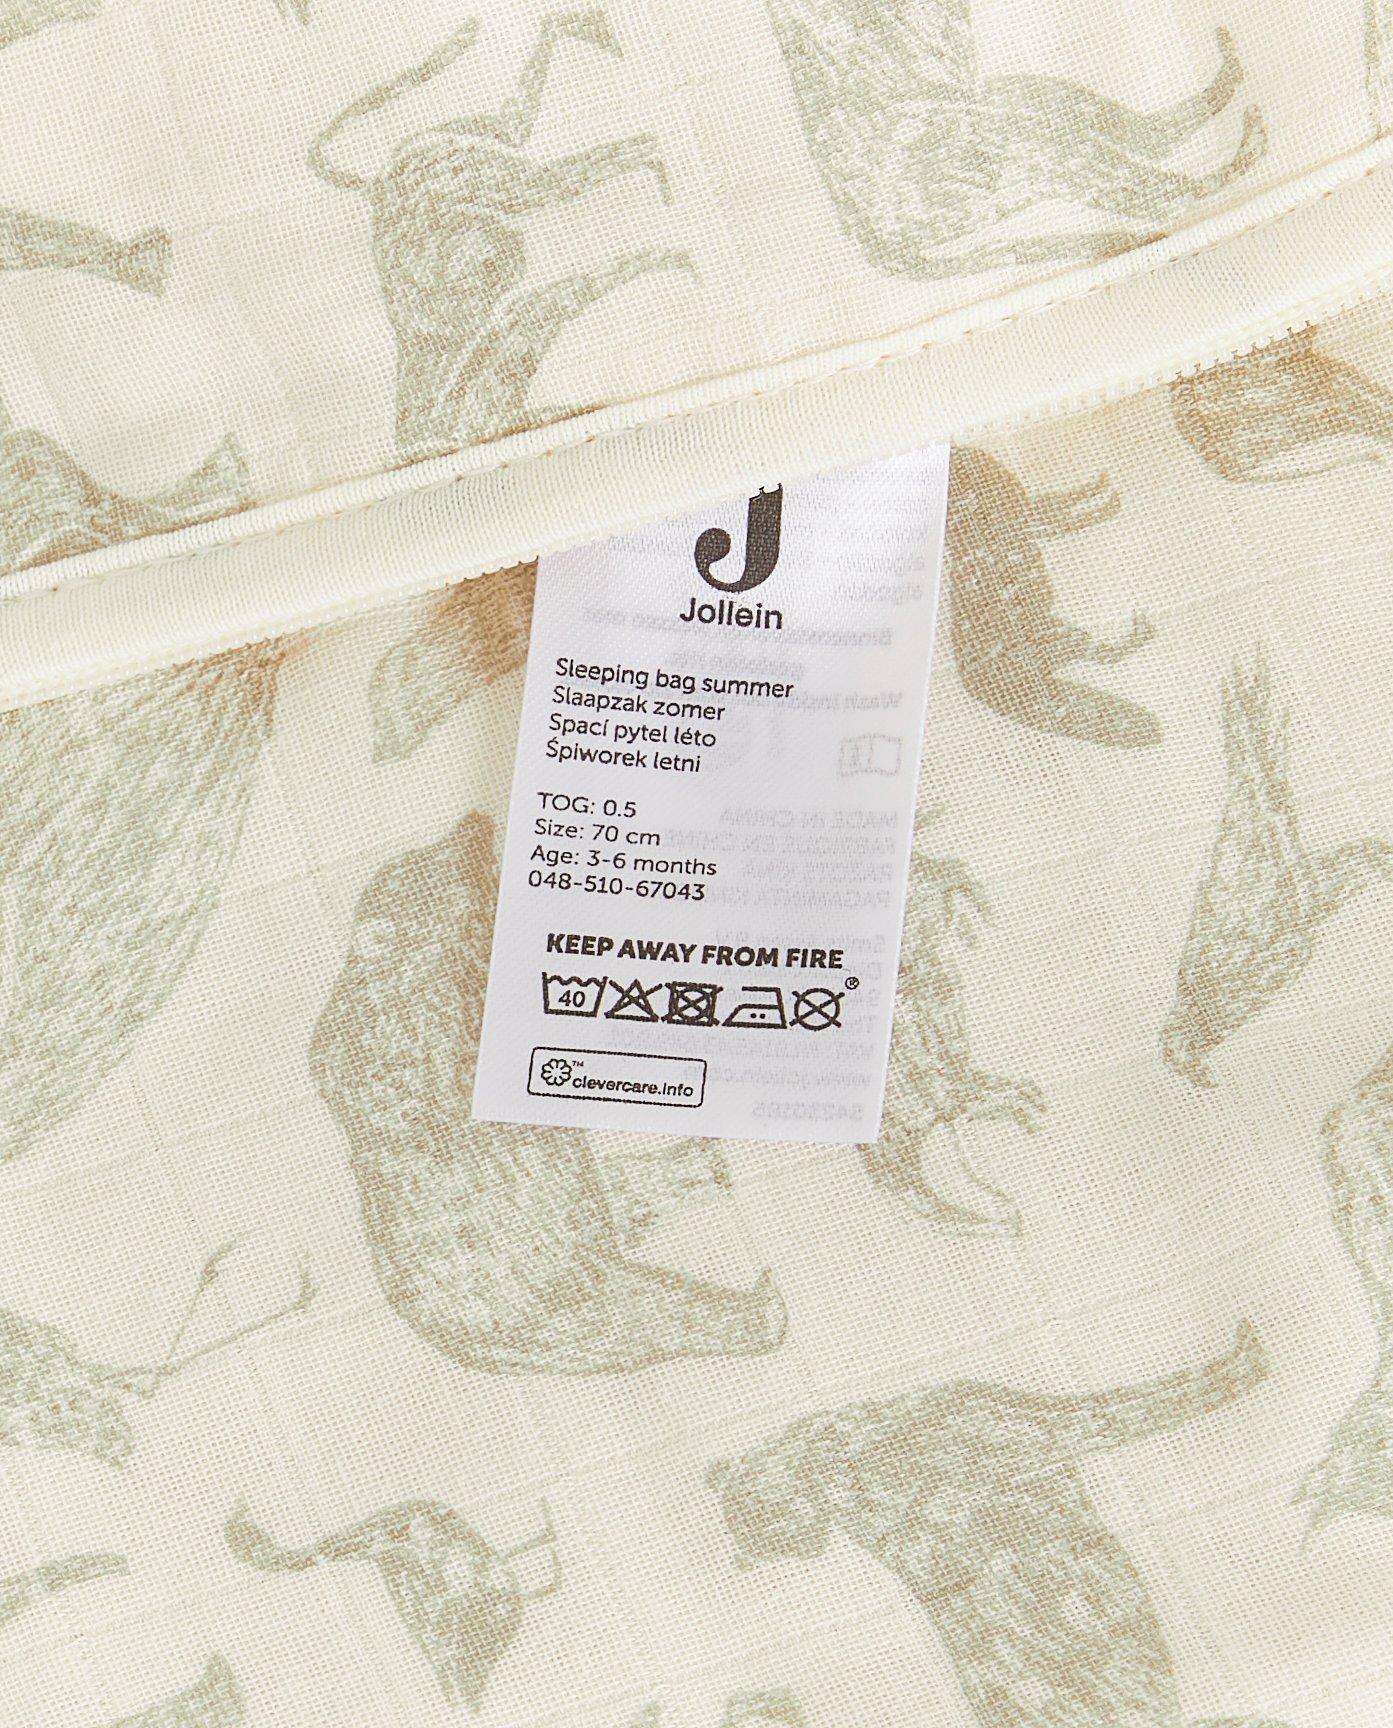 J
Jollein
Sleeping bag summer
Slaapzak zomer
Spací pytel léto
Śpiworek letni
TOG: 0.5
Size: 70 cm
Age: 3-6 months
048-510-67043
KEEP AWAY FROM FIRE
40
®
™
clevercare.info